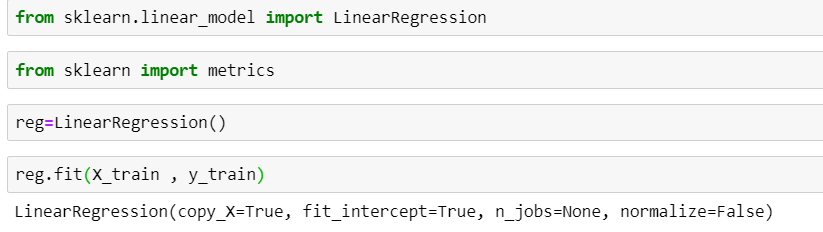 from sklearn.linear_model import LinearRegression
from sklearn import metrics
reg=LinearRegression()
reg.fit(X_train , y_train)
LinearRegression(copy_X=True, fit_intercept=True, n_jobs=None, normalize=False)